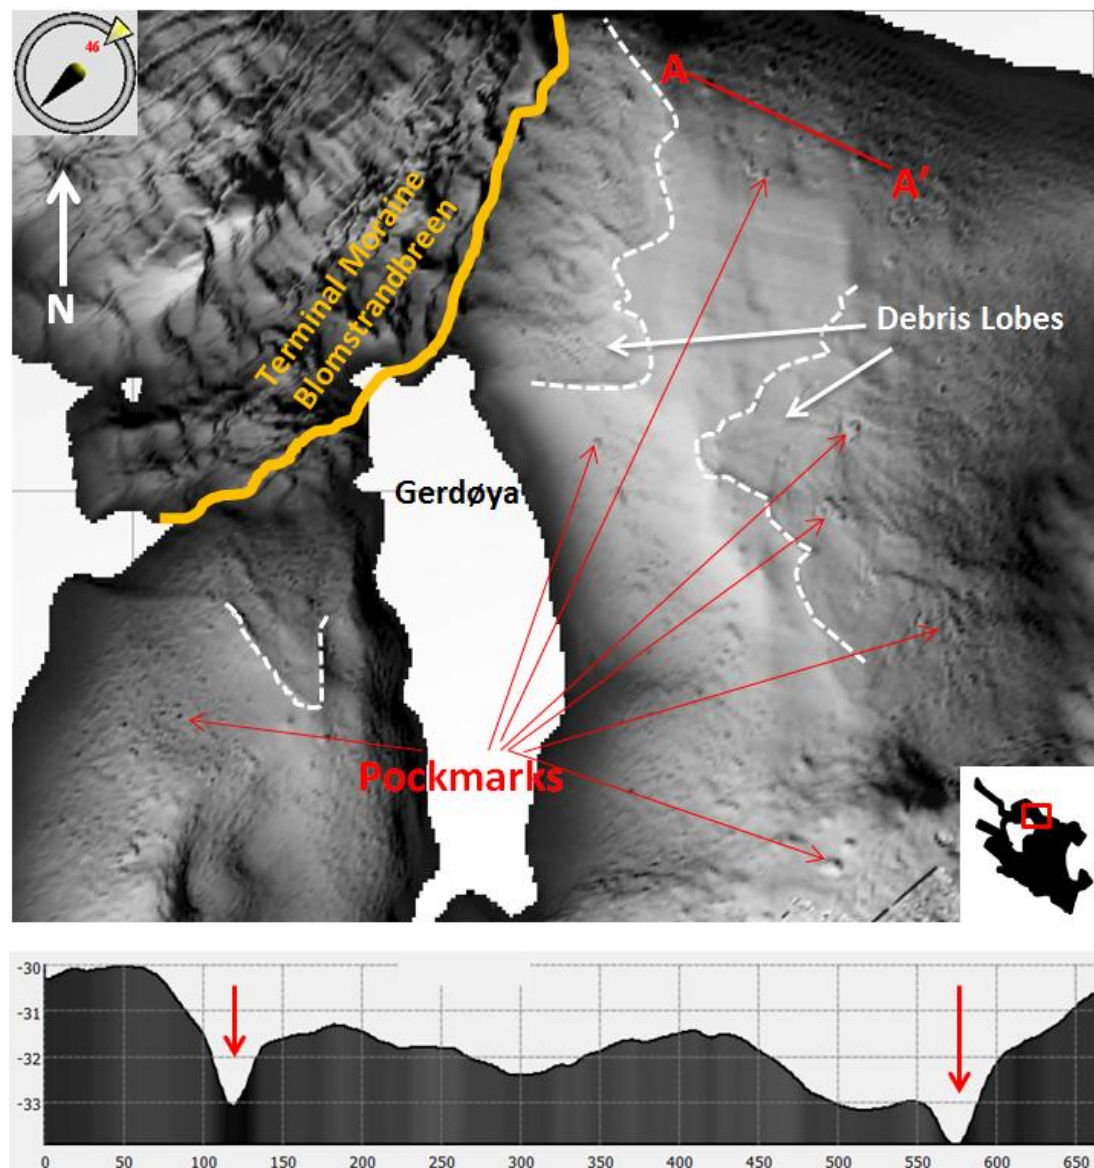 46
A
A'
N
Terminal Moraine
Blomstrandbreen
Debris Lobes
Gerdøya
Pockmarks
-30
-31
-32
-33
0 50 100 150 200 250 300 350 400 450 500 550 600 650